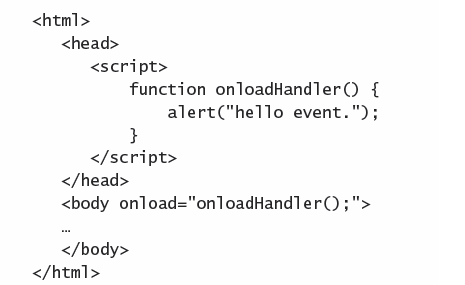 <html>
<head>
<script>
function onloadHandler() {
alert("hello event.");
}
</script>
</head>
<body onload="onloadHandler();">
…
</body>
</html>